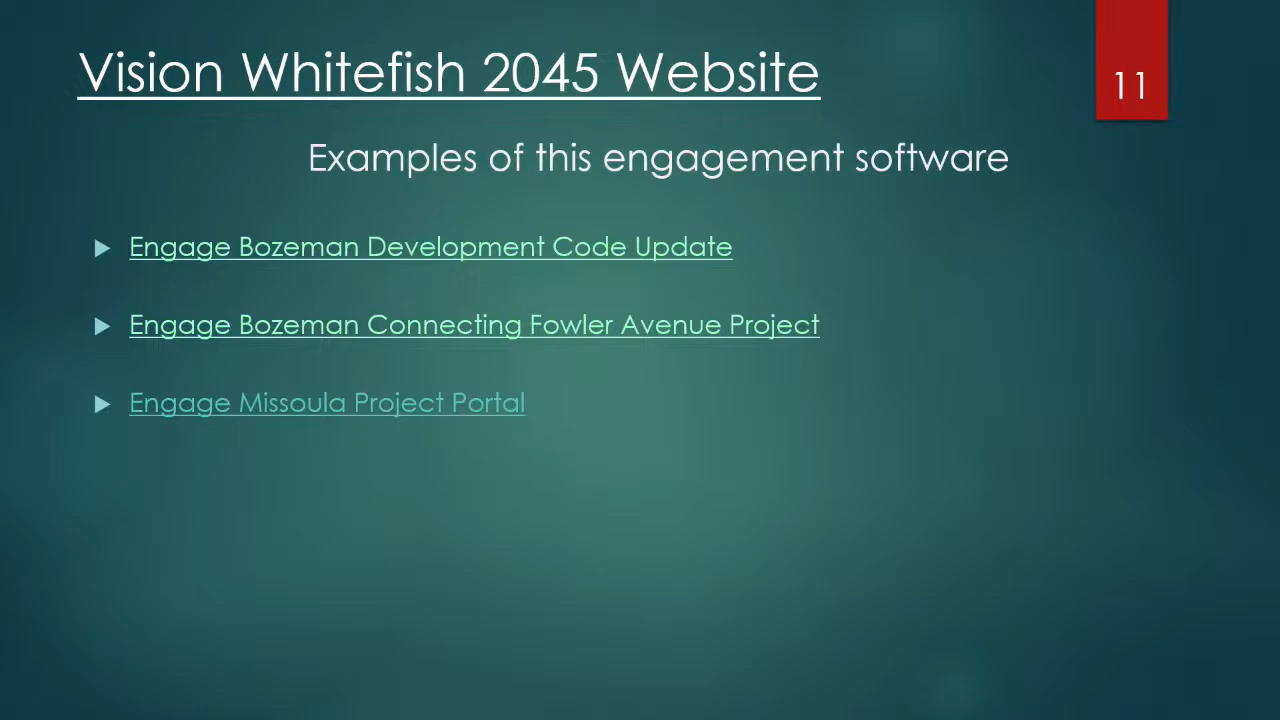 Vision Whitefish 2045 Website
11
Examples of this engagement software
Engage Bozeman Development Code Update
Engage Bozeman Connecting Fowler Avenue Project
Engage Missoula Project Portal